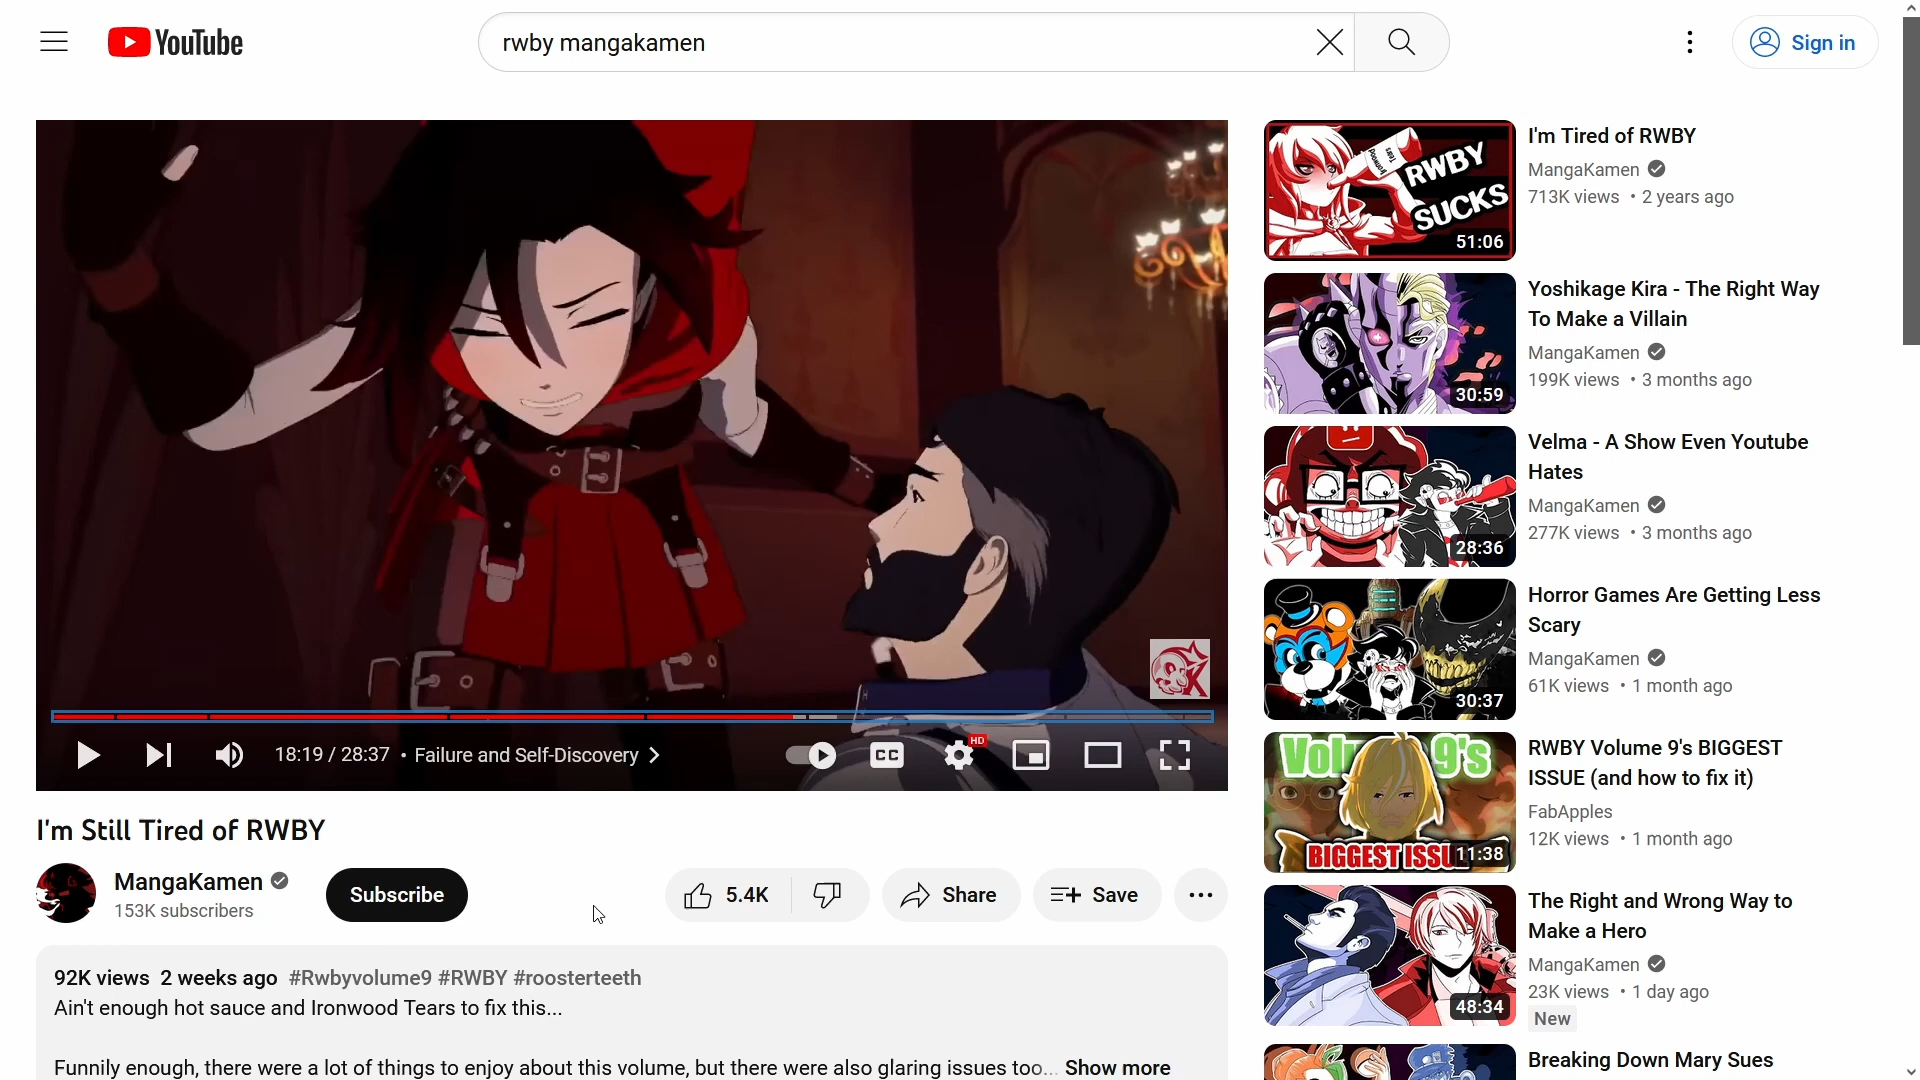 YouTube
rwby mangakamen
Sign in
18:19 / 28:37 • Failure and Self-Discovery
CC
HD
I'm Still Tired of RWBY
MangaKamen
153K subscribers
Subscribe
5.4K
Share
Save
92K views 2 weeks ago #Rwbyvolume9 #RWBY #roosterteeth
Ain't enough hot sauce and Ironwood Tears to fix this...
Funnily enough, there were a lot of things to enjoy about this volume, but there were also glaring issues too... Show more
RWBY
SUCKS
51:06
I'm Tired of RWBY
MangaKamen
713K views • 2 years ago
30:59
Yoshikage Kira - The Right Way
To Make a Villain
MangaKamen
199K views • 3 months ago
28:36
Velma - A Show Even Youtube
Hates
MangaKamen
277K views • 3 months ago
30:37
Horror Games Are Getting Less
Scary
MangaKamen
61K views • 1 month ago
9's
11:38
RWBY Volume 9's BIGGEST
ISSUE (and how to fix it)
FabApples
12K views • 1 month ago
48:34
The Right and Wrong Way to
Make a Hero
MangaKamen
23K views • 1 day ago
New
Breaking Down Mary Sues